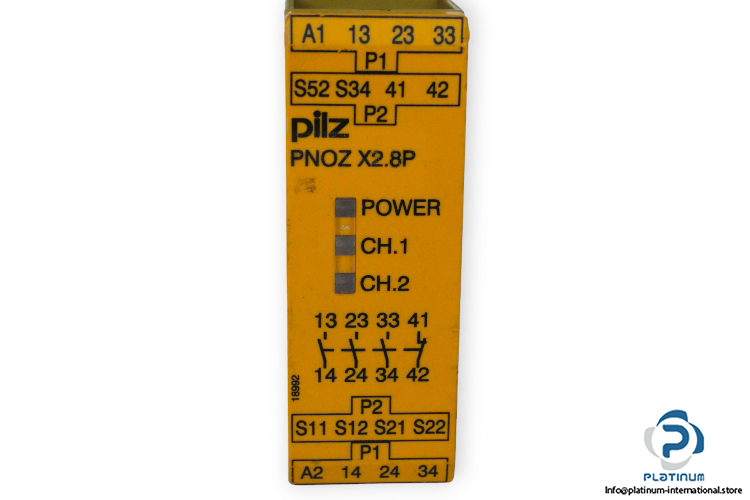 A1 13 23 33
P1
S52 S34 41 42
P2
pilz
PNOZ X2.8P
POWER
CH.1
CH.2
13 23 33 41
14 24 34 42
18992
P2
S11 S12 S21 S22
P1
A2 14 24 34
PLATINUM
Info@platinum-international.store